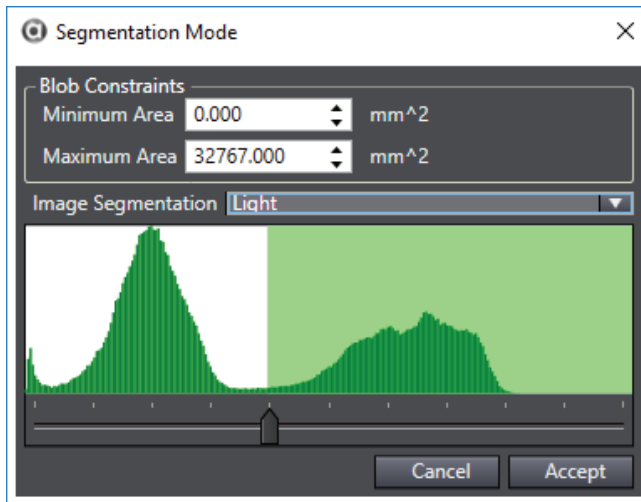 Segmentation Mode
Blob Constraints
Minimum Area 0.000 mm^2
Maximum Area 32767.000 mm^2
Image Segmentation Light
Cancel Accept